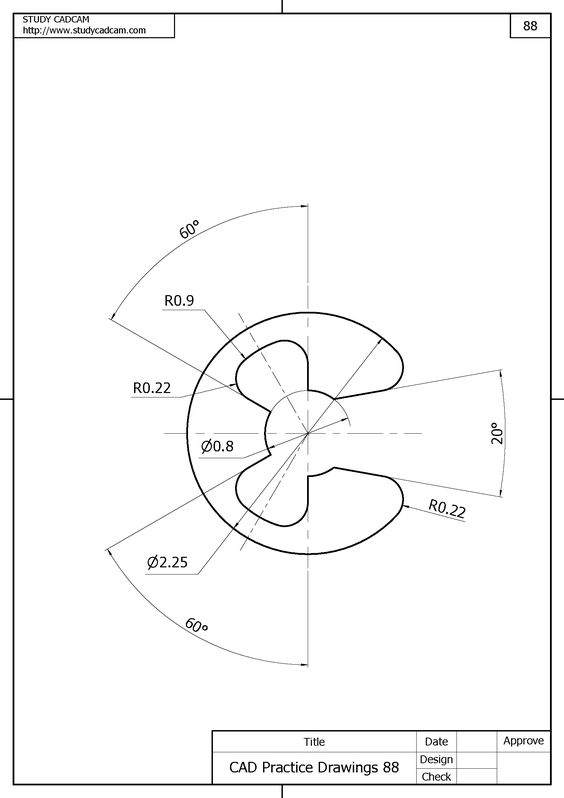 STUDY CADCAM
http://www.studycadcam.com
88
60°
R0.9
R0.22
Ø0.8
20°
R0.22
Ø2.25
60°
Title
Date
Approve
CAD Practice Drawings 88
Design
Check